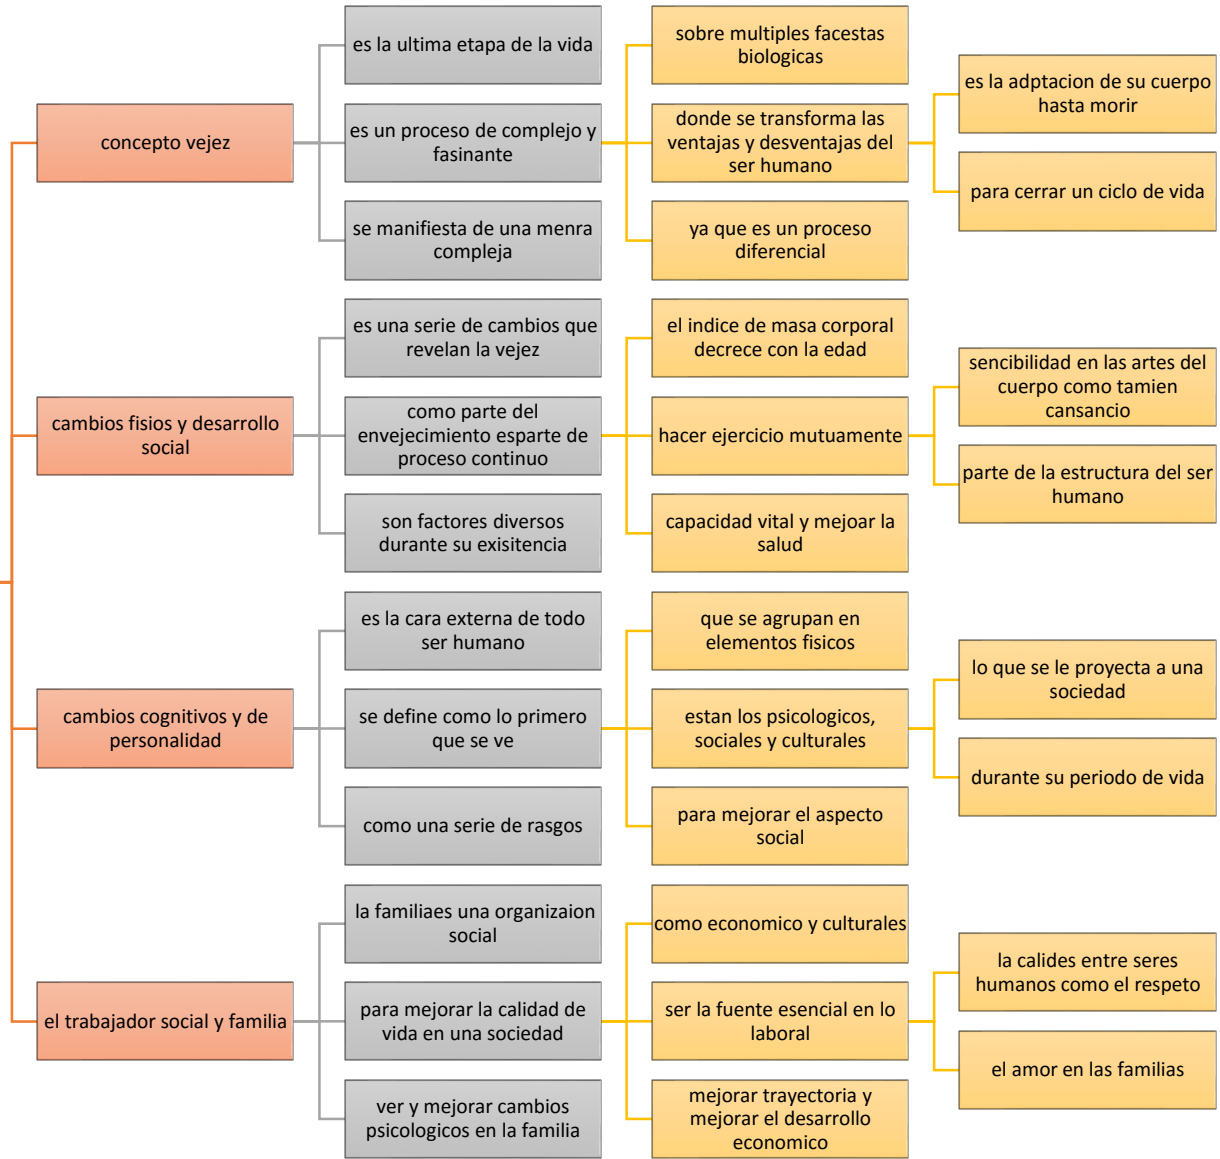 concepto vejez
es la ultima etapa de la vida
es un proceso de complejo y
fasinante
se manifiesta de una menra
compleja
sobre multiples facestas
biologicas
donde se transforma las
ventajas y desventajas del
ser humano
ya que es un proceso
diferencial
es la adptacion de su cuerpo
hasta morir
para cerrar un ciclo de vida
cambios fisios y desarrollo
social
es una serie de cambios que
revelan la vejez
como parte del
envejecimiento esparte de
proceso continuo
son factores diversos
durante su exisitencia
el indice de masa corporal
decrece con la edad
hacer ejercicio mutuamente
capacidad vital y mejoar la
salud
sencibilidad en las artes del
cuerpo como tamien
cansancio
parte de la estructura del ser
humano
cambios cognitivos y de
personalidad
es la cara externa de todo
ser humano
se define como lo primero
que se ve
como una serie de rasgos
que se agrupan en
elementos fisicos
estan los psicologicos,
sociales y culturales
para mejorar el aspecto
social
lo que se le proyecta a una
sociedad
durante su periodo de vida
el trabajador social y familia
la familiaes una organizaion
social
para mejorar la calidad de
vida en una sociedad
ver y mejorar cambios
psicologicos en la familia
como economico y culturales
ser la fuente esencial en lo
laboral
mejorar trayectoria y
mejorar el desarrollo
economico
la calides entre seres
humanos como el respeto
el amor en las familias